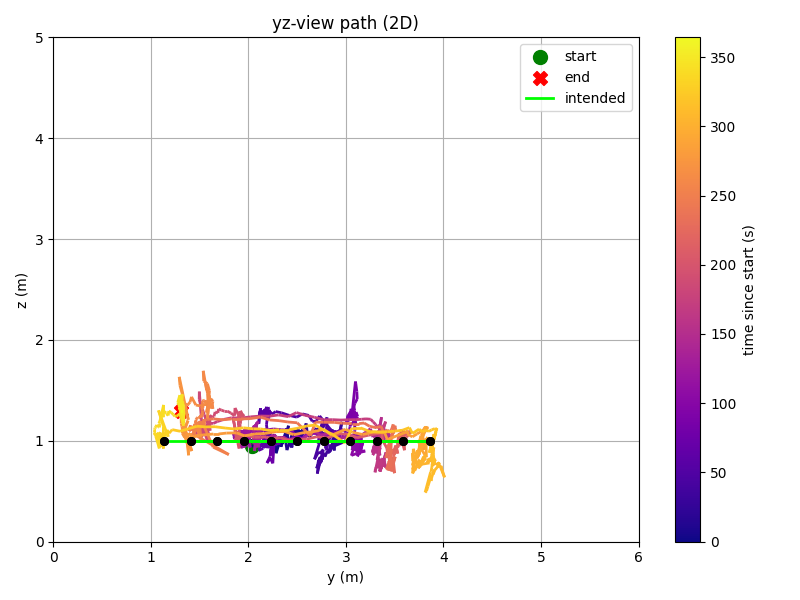 yz-view path (2D)
start
end
intended
5
4
3
2
1
0
z (m)
0 1 2 3 4 5 6
y (m)
350
300
250
200
150
100
50
0
time since start (s)